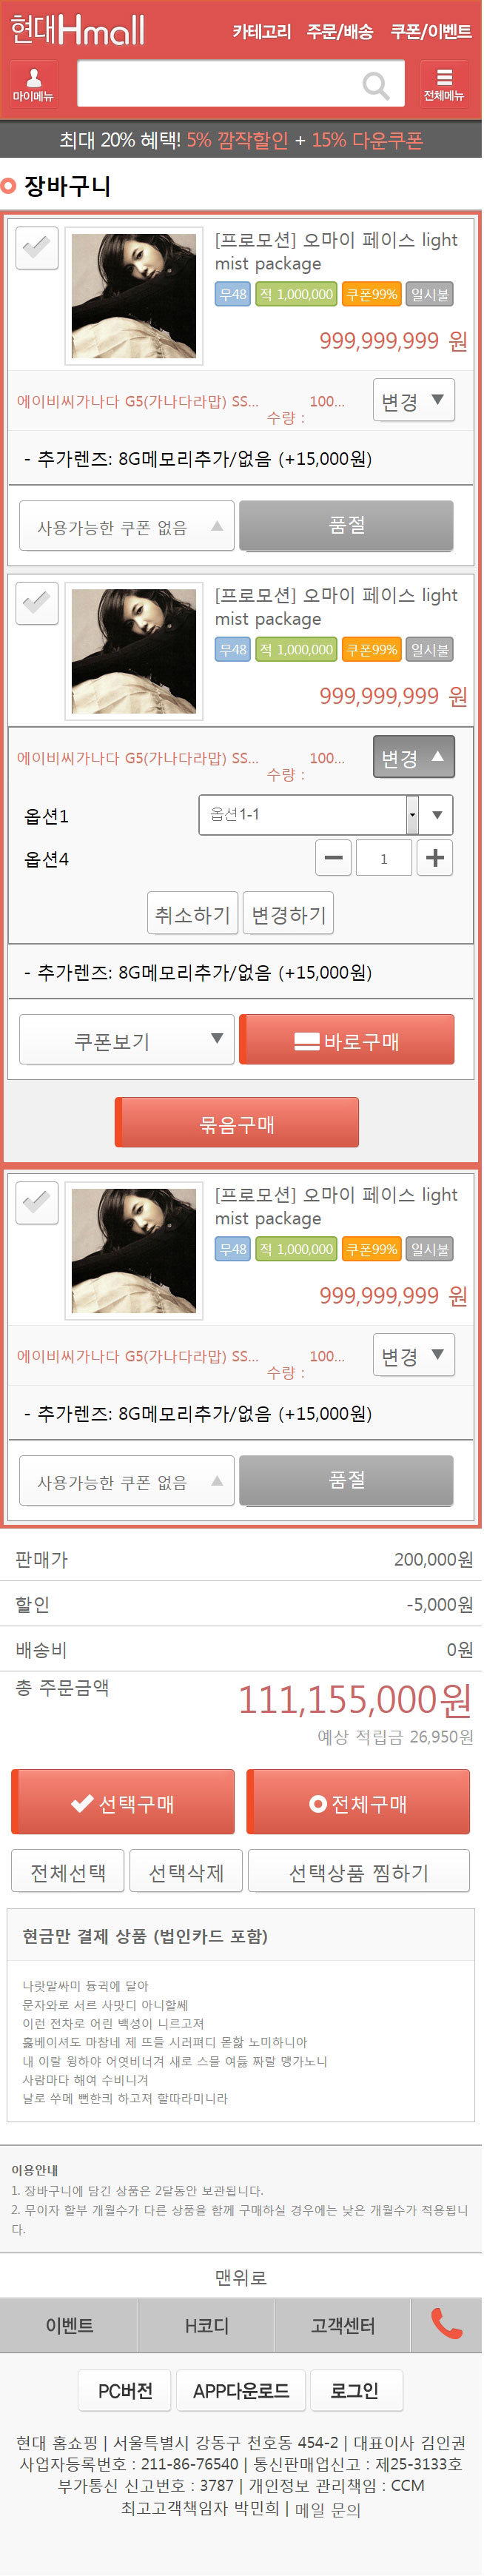 현대Hmall
카테고리 주문/배송 쿠폰/이벤트
마이메뉴
전체메뉴
최대 20% 혜택! 5% 깜작할인 + 15% 다운쿠폰
장바구니
[프로모션] 오마이 페이스 light
mist package
무48 적 1,000,000 쿠폰99% 일시불
999,999,999 원
에이비씨가나다 G5(가나다라맙) SS... 100...
수량 :
변경
- 추가렌즈: 8G메모리추가/없음 (+15,000원)
사용가능한 쿠폰 없음
품절
[프로모션] 오마이 페이스 light
mist package
무48 적 1,000,000 쿠폰99% 일시불
999,999,999 원
에이비씨가나다 G5(가나다라맙) SS... 100...
수량 :
변경
옵션1 옵션1-1
옵션4 1
취소하기 변경하기
- 추가렌즈: 8G메모리추가/없음 (+15,000원)
쿠폰보기 바로구매
묶음구매
[프로모션] 오마이 페이스 light
mist package
무48 적 1,000,000 쿠폰99% 일시불
999,999,999 원
에이비씨가나다 G5(가나다라맙) SS... 100...
수량 :
변경
- 추가렌즈: 8G메모리추가/없음 (+15,000원)
사용가능한 쿠폰 없음
품절
판매가 200,000원
할인 -5,000원
배송비 0원
총 주문금액 111,155,000원
예상 적립금 26,950원
선택구매 전체구매
전체선택 선택삭제 선택상품 찜하기
현금만 결제 상품 (법인카드 포함)
나랏말싸미 듕귁에 달아
문자와로 서르 사맛디 아니할쎄
이런 전차로 어린 백성이 니르고져
홇베이셔도 마참네 제 뜨들 시러펴디 몯핧 노미하니아
내 이랄 윙하야 어엿비너겨 새로 스믈 여듧 짜랄 맹가노니
사람마다 해여 수비니겨
날로 쑤메 뻔한킈 하고져 할따라미니라
이용안내
1. 장바구니에 담긴 상품은 2달동안 보관됩니다.
2. 무이자 할부 개월수가 다른 상품을 함께 구매하실 경우에는 낮은 개월수가 적용됩니
다.
맨위로
이벤트 H코디 고객센터
PC버전 APP다운로드 로그인
현대 홈쇼핑 | 서울특별시 강동구 천호동 454-2 | 대표이사 김인권
사업자등록번호 : 211-86-76540 | 통신판매업신고 : 제25-3133호
부가통신 신고번호 : 3787 | 개인정보 관리책임 : CCM
최고고객책임자 박민희 | 메일 문의